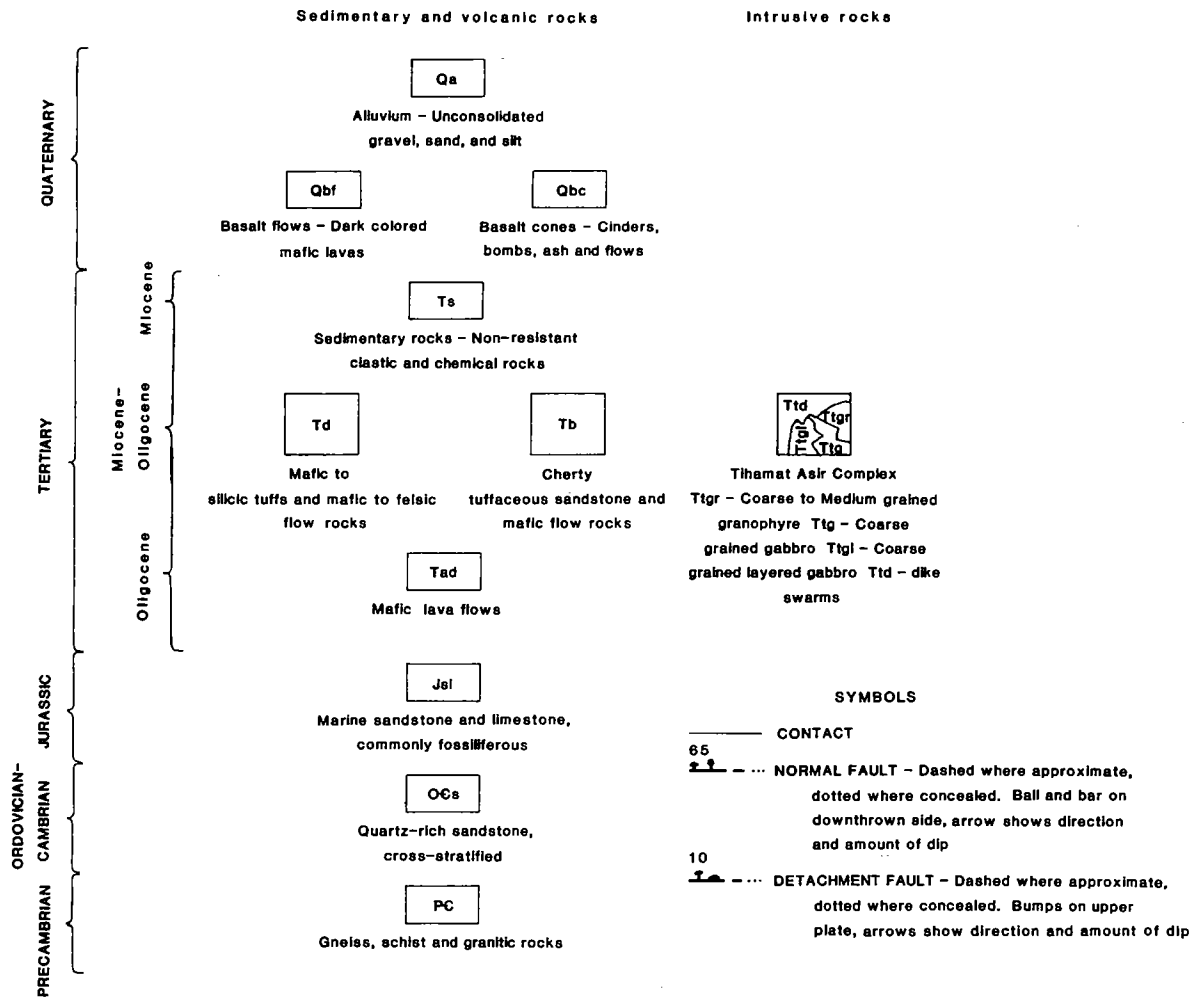 Sedimentary and volcanic rocks
Intrusive rocks
QUATERNARY
Qa
Alluvium – Unconsolidated
gravel, sand, and silt
Qbf
Basalt flows – Dark colored
mafic lavas
Qbc
Basalt cones – Cinders,
bombs, ash and flows
TERTIARY
Miocene
Miocene–
Oligocene
Oligocene
Ts
Sedimentary rocks – Non-resistant
clastic and chemical rocks
Td
Mafic to
silicic tuffs and mafic to felsic
flow rocks
Tb
Cherty
tuffaceous sandstone and
mafic flow rocks
Ttd
Ttgr
Ttgl
Ttg
Tihamat Asir Complex
Ttgr – Coarse to Medium grained
granophyre Ttg – Coarse
grained gabbro Ttgl – Coarse
grained layered gabbro Ttd – dike
swarms
Tad
Mafic lava flows
JURASSIC
Jsl
Marine sandstone and limestone,
commonly fossiliferous
ORDOVICIAN–
CAMBRIAN
OЄs
Quartz-rich sandstone,
cross-stratified
PRECAMBRIAN
PЄ
Gneiss, schist and granitic rocks
SYMBOLS
CONTACT
65
NORMAL FAULT – Dashed where approximate,
dotted where concealed. Ball and bar on
downthrown side, arrow shows direction
and amount of dip
10
DETACHMENT FAULT – Dashed where approximate,
dotted where concealed. Bumps on upper
plate, arrows show direction and amount of dip